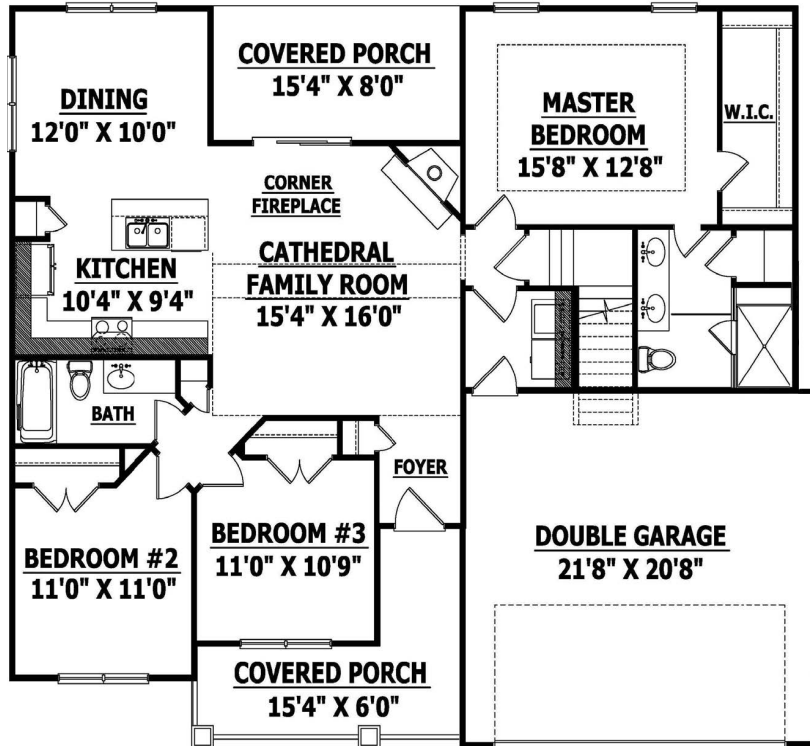 COVERED PORCH
15'4" X 8'0"
DINING
12'0" X 10'0"
MASTER
BEDROOM
15'8" X 12'8"
W.I.C.
CORNER
FIREPLACE
CATHEDRAL
FAMILY ROOM
15'4" X 16'0"
KITCHEN
10'4" X 9'4"
BATH
FOYER
BEDROOM #2
11'0" X 11'0"
BEDROOM #3
11'0" X 10'9"
DOUBLE GARAGE
21'8" X 20'8"
COVERED PORCH
15'4" X 6'0"